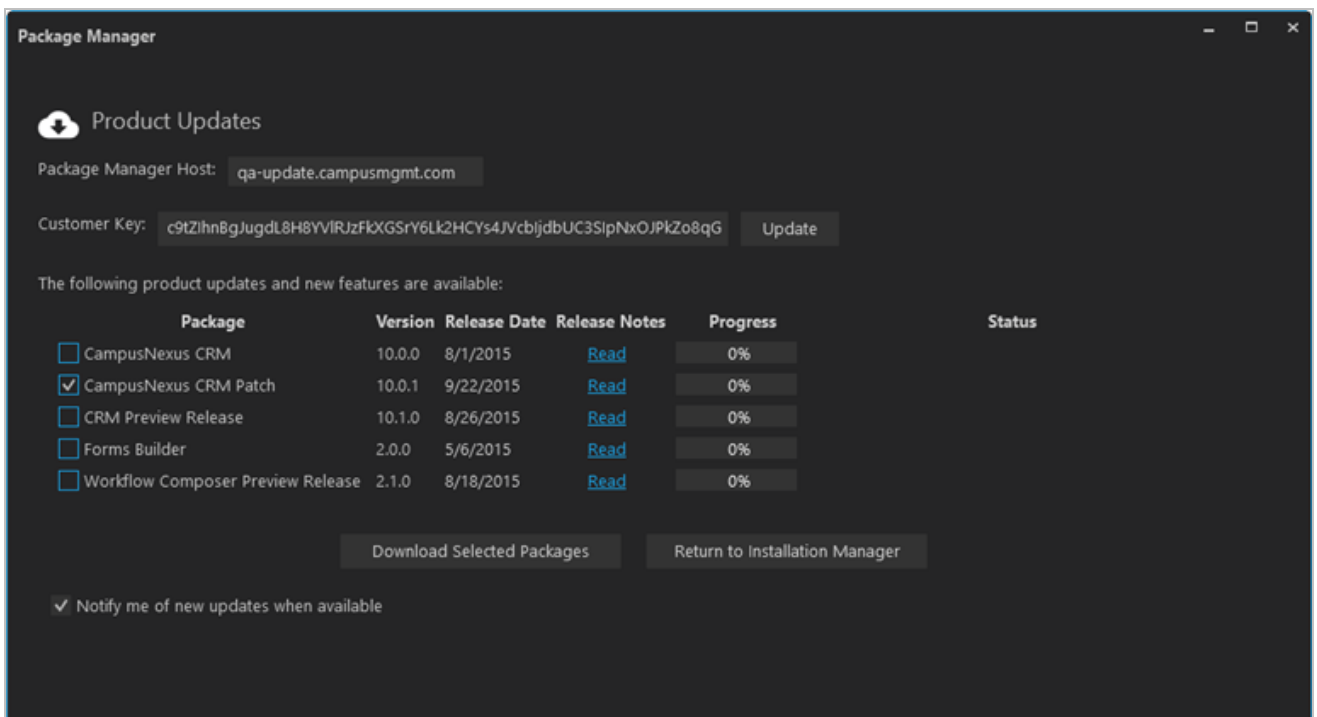 Package Manager
Product Updates
Package Manager Host: qa-update.campusmgmt.com
Customer Key: c9tZIhnBgJugdL8H8YVlRJzFkXGSrY6Lk2HCYs4JVcbIjdbUC3SIpNxOJPkZo8qG Update
The following product updates and new features are available:
Package Version Release Date Release Notes Progress Status
CampusNexus CRM 10.0.0 8/1/2015 Read 0%
CampusNexus CRM Patch 10.0.1 9/22/2015 Read 0%
CRM Preview Release 10.1.0 8/26/2015 Read 0%
Forms Builder 2.0.0 5/6/2015 Read 0%
Workflow Composer Preview Release 2.1.0 8/18/2015 Read 0%
Download Selected Packages Return to Installation Manager
Notify me of new updates when available